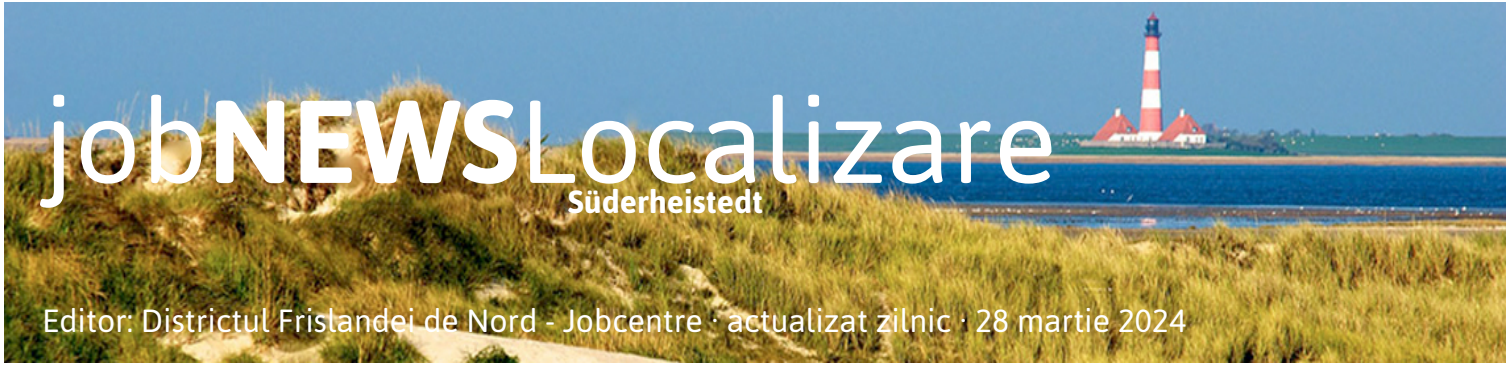 jobNEWSLocalizare
Süderheistedt
Editor: Districtul Frislandei de Nord - Jobcentre · actualizat zilnic · 28 martie 2024